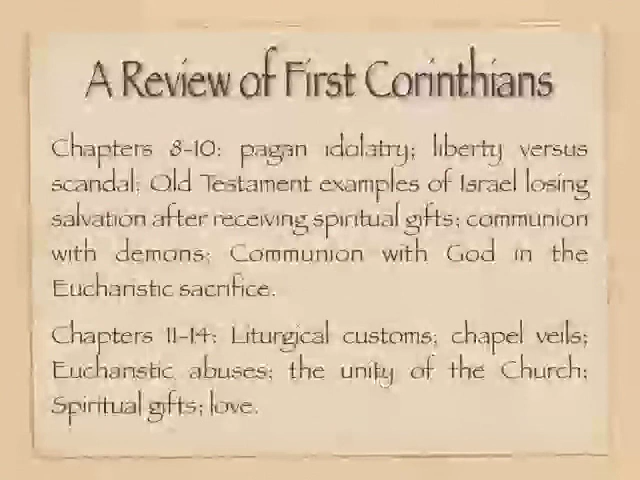 A Review of First Corinthians
Chapters 8-10: pagan idolatry; liberty versus
scandal; Old Testament examples of Israel losing
salvation after receiving spiritual gifts; communion
with demons; Communion with God in the
Eucharistic sacrifice.
Chapters 11-14: Liturgical customs; chapel veils;
Eucharistic abuses; the unity of the Church;
Spiritual gifts; love.